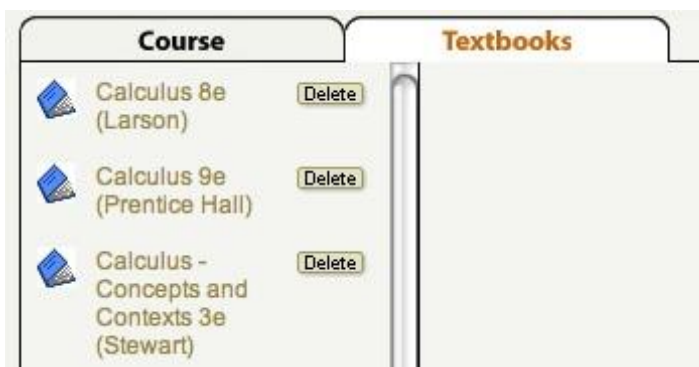 Course
Textbooks
Calculus 8e
(Larson)
Delete
Calculus 9e
(Prentice Hall)
Delete
Calculus -
Concepts and
Contexts 3e
(Stewart)
Delete